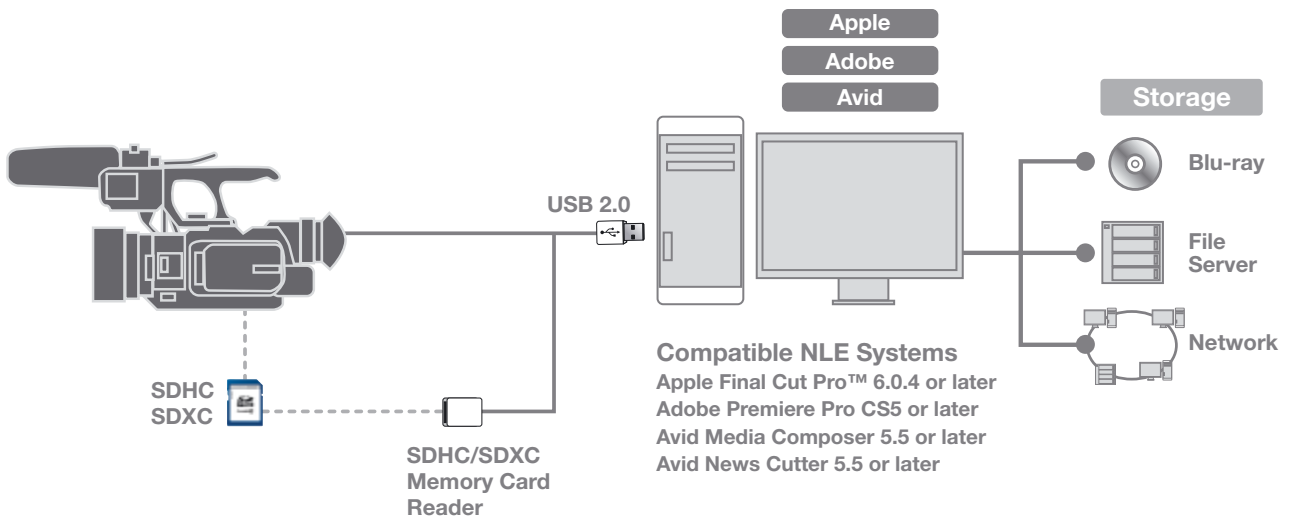 Apple
Adobe
Avid
Storage
Blu-ray
USB 2.0
File
Server
Network
SDHC
SDXC
SDHC/SDXC
Memory Card
Reader
Compatible NLE Systems
Apple Final Cut Pro™ 6.0.4 or later
Adobe Premiere Pro CS5 or later
Avid Media Composer 5.5 or later
Avid News Cutter 5.5 or later